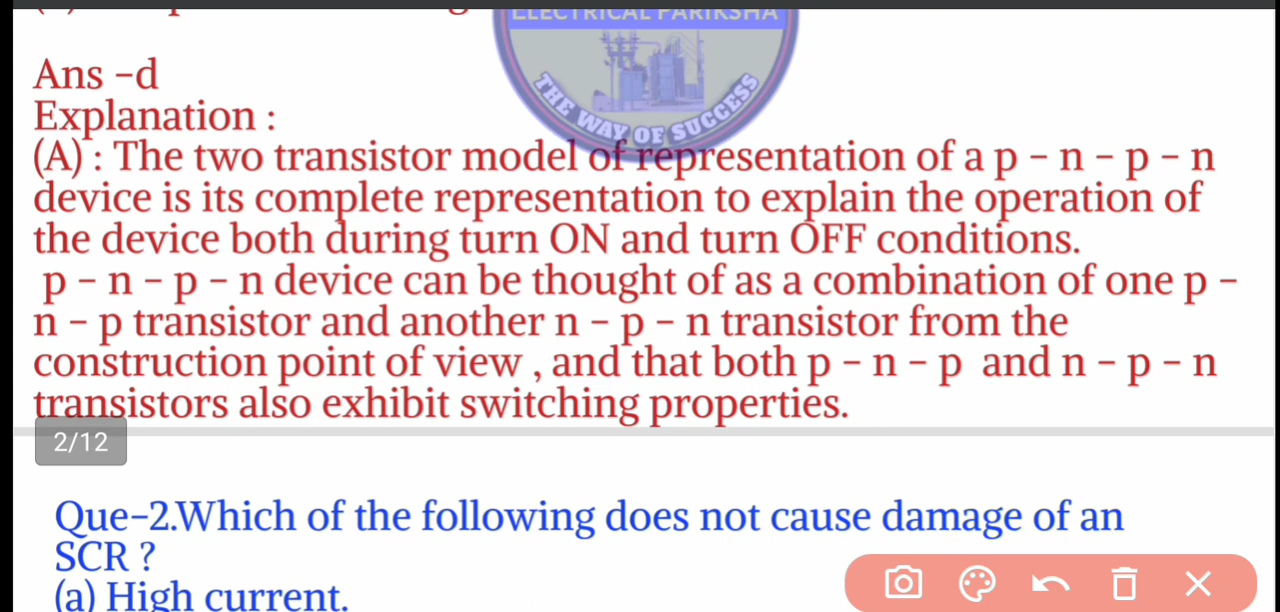 ELECTRICAL PARIKSHA
THE WAY OF SUCCESS
Ans -d
Explanation :
(A) : The two transistor model of representation of a p - n - p - n
device is its complete representation to explain the operation of
the device both during turn ON and turn OFF conditions.
p - n - p - n device can be thought of as a combination of one p -
n - p transistor and another n - p - n transistor from the
construction point of view , and that both p - n - p and n - p - n
transistors also exhibit switching properties.
2/12
Que-2.Which of the following does not cause damage of an
SCR ?
(a) High current.